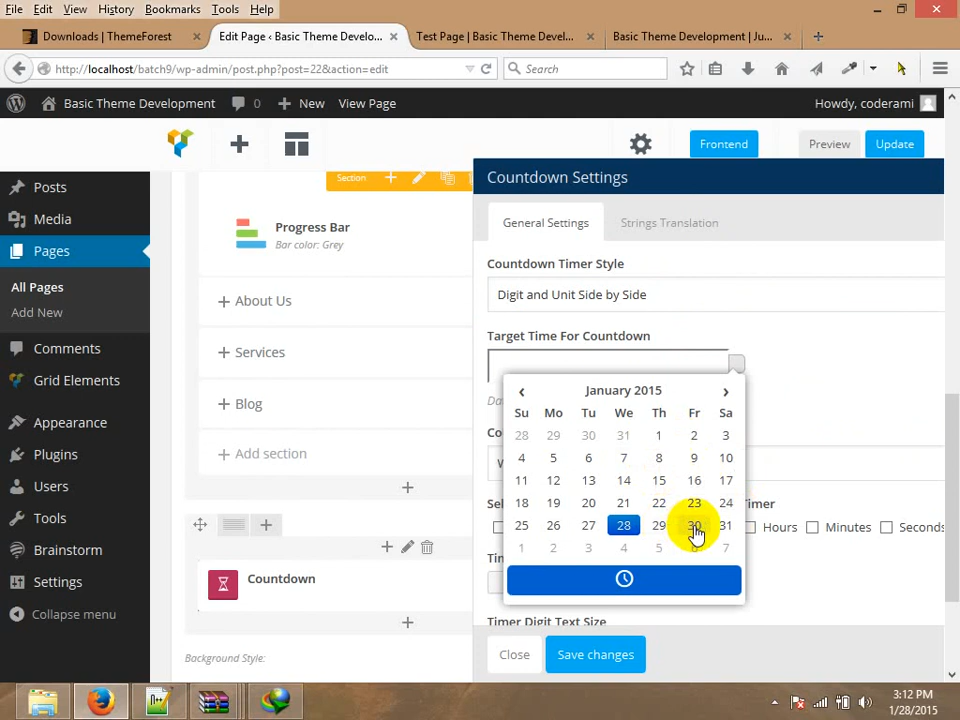 File Edit View History Bookmarks Tools Help
Downloads | ThemeForest
Edit Page ‹ Basic Theme Develo...
Test Page | Basic Theme Devel...
Basic Theme Development | Ju...
http://localhost/batch9/wp-admin/post.php?post=22&action=edit
Search
Basic Theme Development 0 New View Page
Howdy, coderami
Frontend Preview Update
Posts
Media
Pages
All Pages
Add New
Comments
Grid Elements
Appearance
Plugins
Users
Tools
Brainstorm
Settings
Collapse menu
Section
Progress Bar
Bar color: Grey
About Us
Services
Blog
Add section
Countdown
Background Style:
Countdown Settings
General Settings Strings Translation
Countdown Timer Style
Digit and Unit Side by Side
Target Time For Countdown
January 2015
Su Mo Tu We Th Fr Sa
28 29 30 31 1 2 3
4 5 6 7 8 9 10
11 12 13 14 15 16 17
18 19 20 21 22 23 24
25 26 27 28 29 30 31
1 2 3 4 5 6 7
Hours Minutes Seconds
Timer Digit Text Size
Close Save changes
3:12 PM
1/28/2015